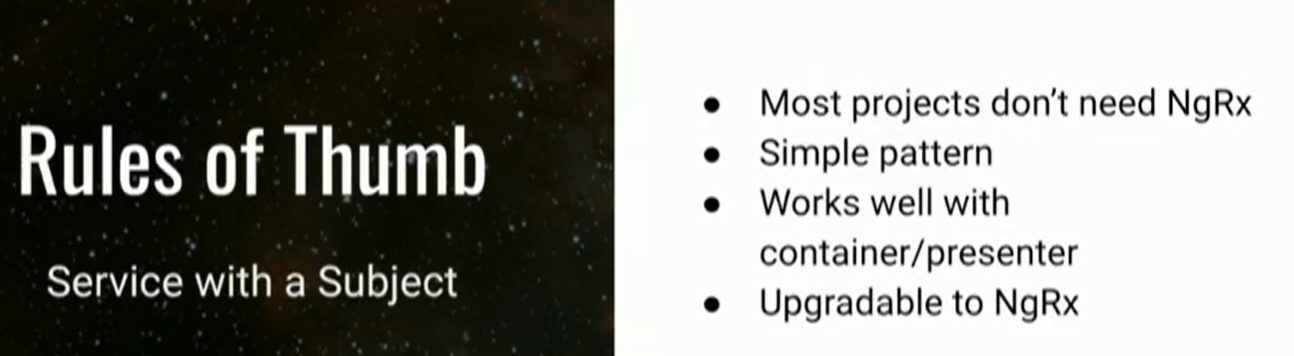 Rules of Thumb
Service with a Subject
● Most projects don’t need NgRx
● Simple pattern
● Works well with
container/presenter
● Upgradable to NgRx